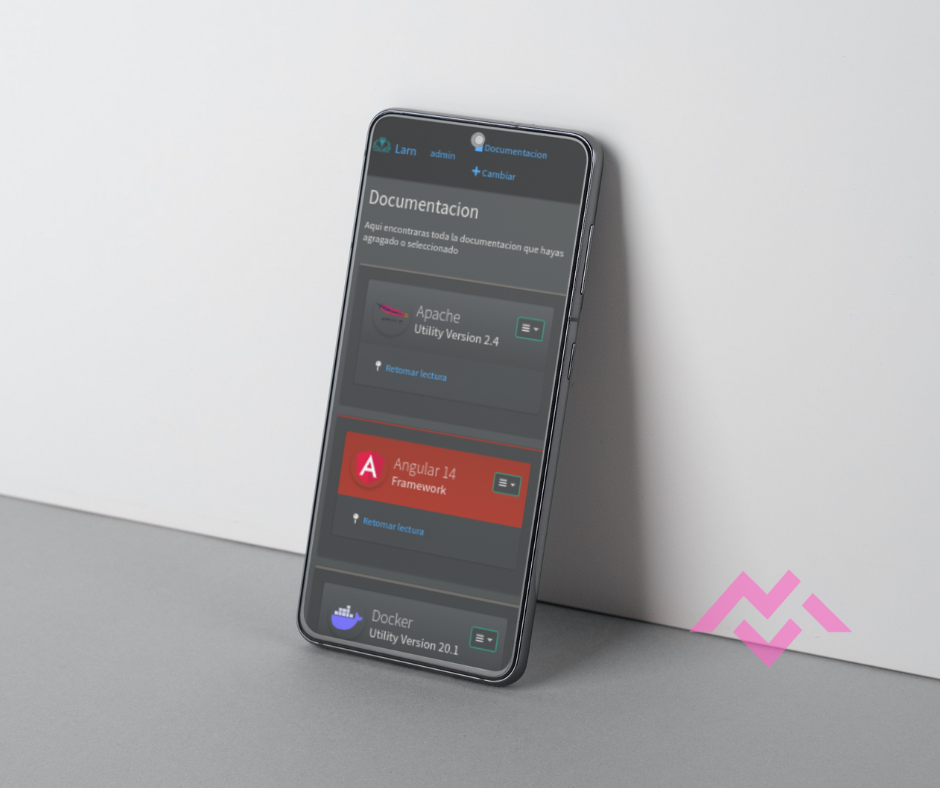 Larn
admin
Documentacion
Cambiar
Documentacion
Aqui encontraras toda la documentacion que hayas
agragado o seleccionado
Apache
Utility Version 2.4
Retomar lectura
A
Angular 14
Framework
Retomar lectura
Docker
Utility Version 20.1